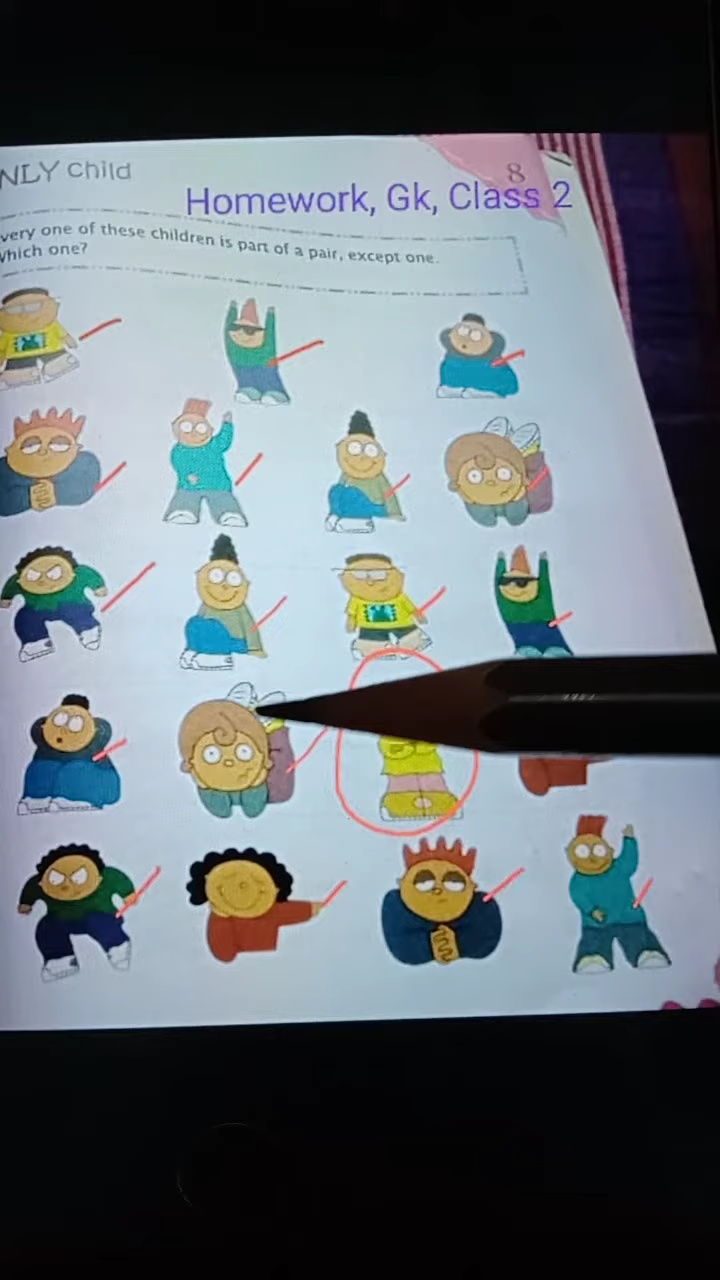 NLY child
8
Homework, Gk, Class 2
very one of these children is part of a pair, except one.
Which one?